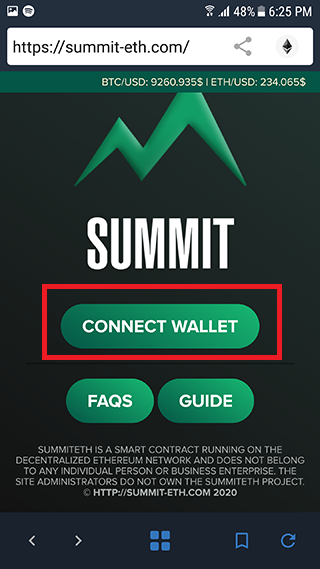 48% 6:25 PM
https://summit-eth.com/
BTC/USD: 9260.935$ | ETH/USD: 234.065$
SUMMIT
CONNECT WALLET
FAQS
GUIDE
SUMMITETH IS A SMART CONTRACT RUNNING ON THE
DECENTRALIZED ETHEREUM NETWORK AND DOES NOT BELONG
TO ANY INDIVIDUAL PERSON OR BUSINESS ENTERPRISE. THE
SITE ADMINISTRATORS DO NOT OWN THE SUMMITETH PROJECT.
© HTTP://SUMMIT-ETH.COM 2020